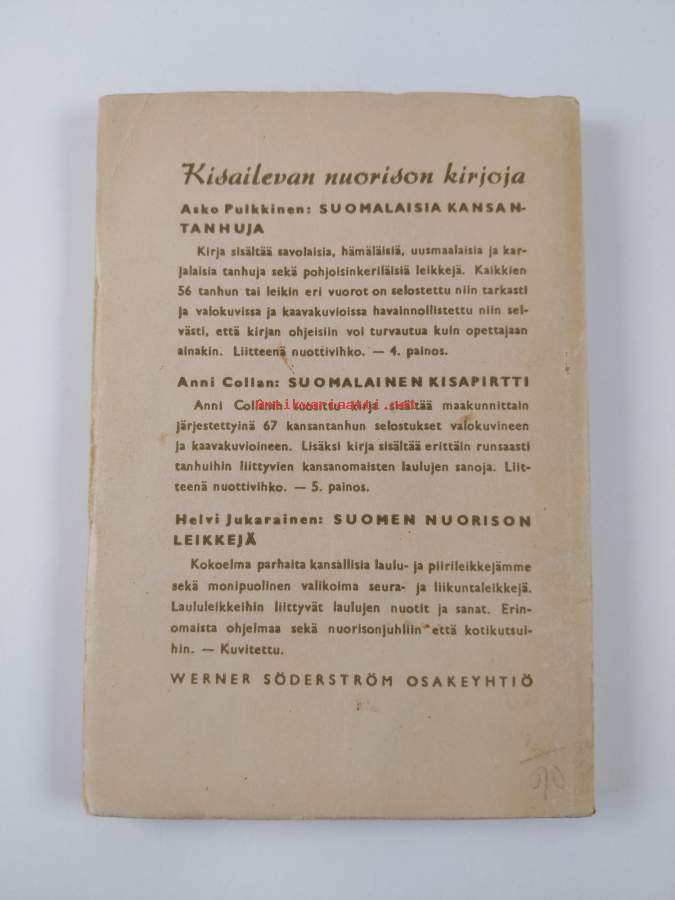 Kisailevan nuorison kirjoja
Asko Pulkkinen: SUOMALAISIA KANSAN-
TANHUJA
Kirja sisältää savolaisia, hämäläisiä, uusmaalaisia ja kar-
jalaisia tanhuja sekä pohjoisinkeriläisiä leikkejä. Kaikkien
56 tanhun tai leikin eri vuorot on selostettu niin tarkasti
ja valokuvissa ja kaavakuvioissa havainnollistettu niin sel-
västi, että kirjan ohjeisiin voi turvautua kuin opettajaan
ainakin. Liitteenä nuottivihko. — 4. painos.
Anni Collan: SUOMALAINEN KISAPIRTTI
Anni Collanin suosittu kirja sisältää maakunnittain
järjestettyinä 67 kansantanhun selostukset valokuvineen
ja kaavakuvioineen. Lisäksi kirja sisältää erittäin runsaasti
tanhuihin liittyvien kansanomaisten laulujen sanoja. Liit-
teenä nuottivihko. — 5. painos.
Helvi Jukarainen: SUOMEN NUORISON
LEIKKEJÄ
Kokoelma parhaita kansallisia laulu- ja piirileikkejämme
sekä monipuolinen valikoima seura- ja liikuntaleikkejä.
Laululeikkeihin liittyvät laulujen nuotit ja sanat. Erin-
omaista ohjelmaa sekä nuorisonjuhliin että kotikutsui-
hin. — Kuvitettu.
WERNER SÖDERSTRÖM OSAKEYHTIÖ